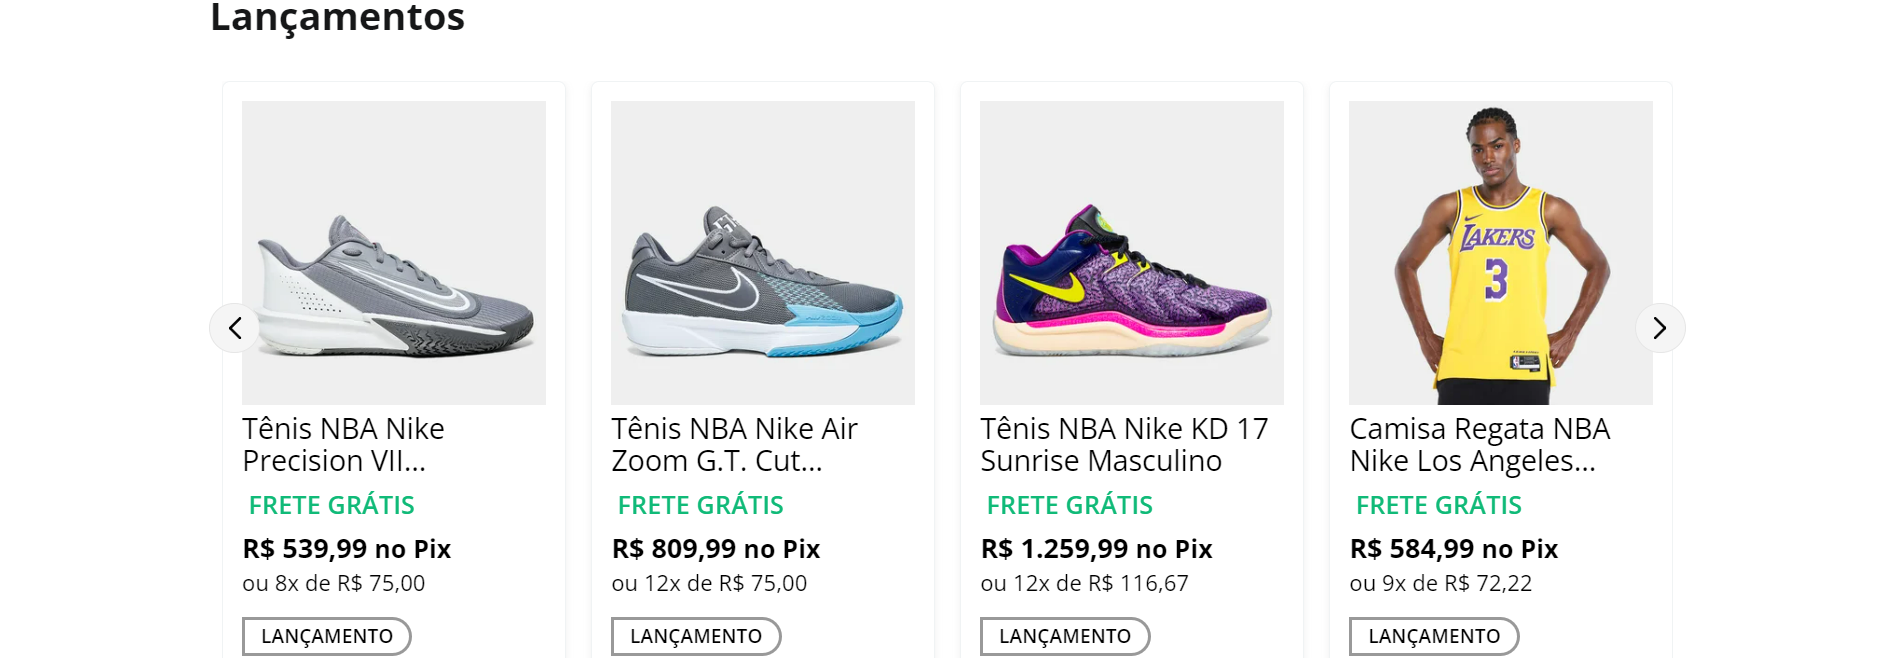 Lançamentos
LAKERS
3
Tênis NBA Nike
Precision VII...
FRETE GRÁTIS
R$ 539,99 no Pix
ou 8x de R$ 75,00
LANÇAMENTO
Tênis NBA Nike Air
Zoom G.T. Cut...
FRETE GRÁTIS
R$ 809,99 no Pix
ou 12x de R$ 75,00
LANÇAMENTO
Tênis NBA Nike KD 17
Sunrise Masculino
FRETE GRÁTIS
R$ 1.259,99 no Pix
ou 12x de R$ 116,67
LANÇAMENTO
Camisa Regata NBA
Nike Los Angeles...
FRETE GRÁTIS
R$ 584,99 no Pix
ou 9x de R$ 72,22
LANÇAMENTO